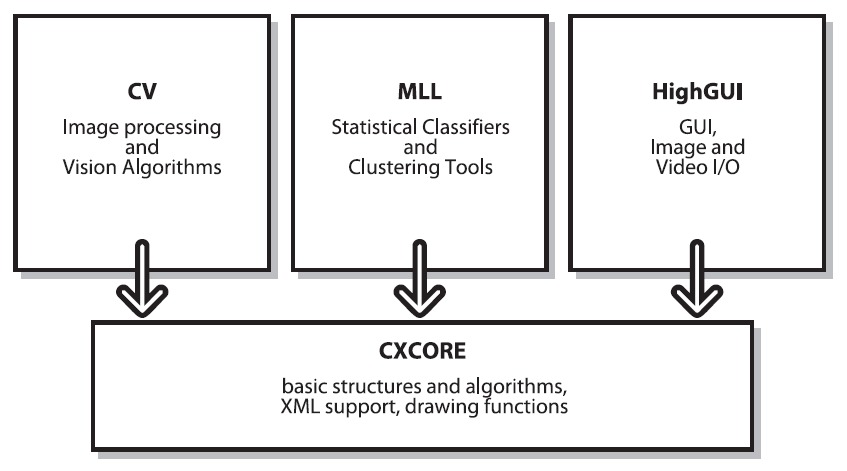 CV
Image processing
and
Vision Algorithms
MLL
Statistical Classifiers
and
Clustering Tools
HighGUI
GUI,
Image and
Video I/O
CXCORE
basic structures and algorithms,
XML support, drawing functions